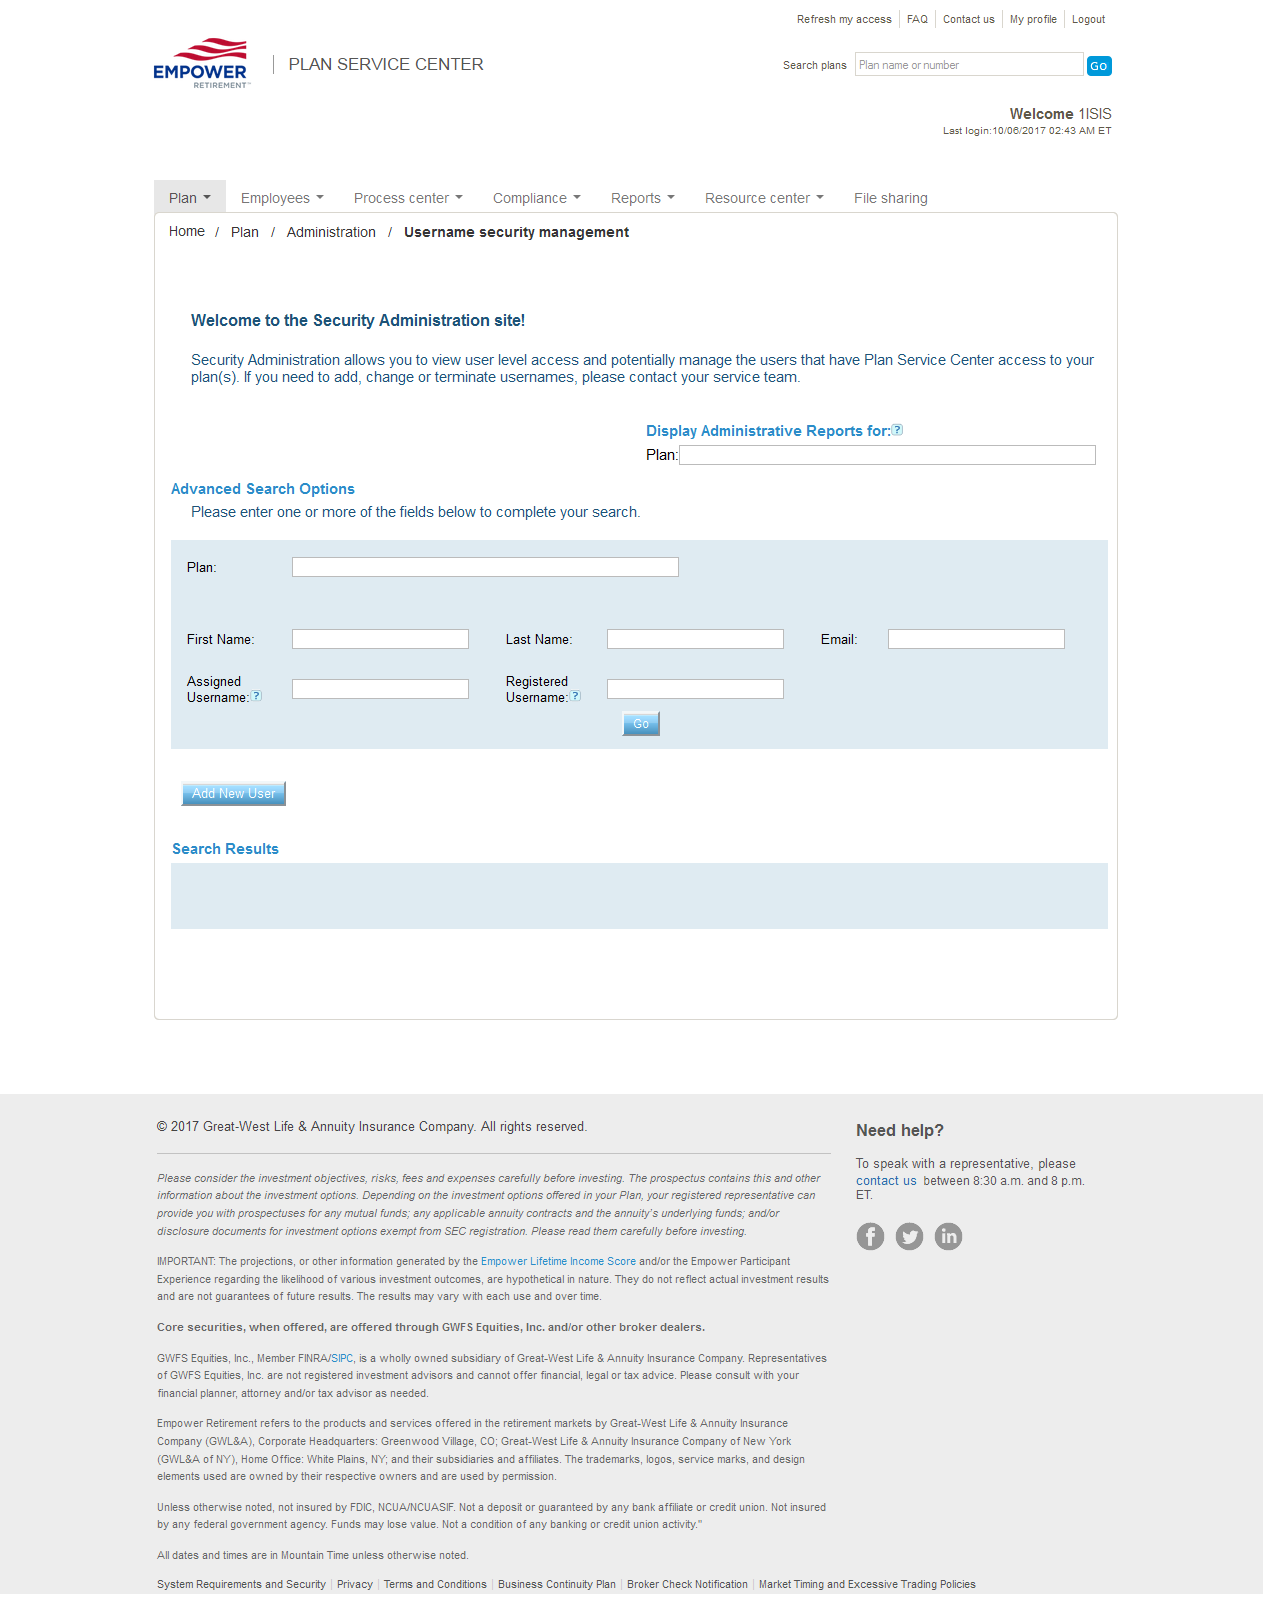 Refresh my access FAQ Contact us My profile Logout
EMPOWER
RETIREMENT™
PLAN SERVICE CENTER
Search plans Plan name or number Go
Welcome 1ISIS
Last login:10/06/2017 02:43 AM ET
Plan Employees Process center Compliance Reports Resource center File sharing
Home / Plan / Administration / Username security management
Welcome to the Security Administration site!
Security Administration allows you to view user level access and potentially manage the users that have Plan Service Center access to your
plan(s). If you need to add, change or terminate usernames, please contact your service team.
Display Administrative Reports for:?
Plan:
Advanced Search Options
Please enter one or more of the fields below to complete your search.
Plan:
First Name: Last Name: Email:
Assigned Registered
Username:? Username:?
Go
Add New User
Search Results
© 2017 Great-West Life & Annuity Insurance Company. All rights reserved.
Please consider the investment objectives, risks, fees and expenses carefully before investing. The prospectus contains this and other
information about the investment options. Depending on the investment options offered in your Plan, your registered representative can
provide you with prospectuses for any mutual funds; any applicable annuity contracts and the annuity's underlying funds; and/or
disclosure documents for investment options exempt from SEC registration. Please read them carefully before investing.
IMPORTANT: The projections, or other information generated by the Empower Lifetime Income Score and/or the Empower Participant
Experience regarding the likelihood of various investment outcomes, are hypothetical in nature. They do not reflect actual investment results
and are not guarantees of future results. The results may vary with each use and over time.
Core securities, when offered, are offered through GWFS Equities, Inc. and/or other broker dealers.
GWFS Equities, Inc., Member FINRA/SIPC, is a wholly owned subsidiary of Great-West Life & Annuity Insurance Company. Representatives
of GWFS Equities, Inc. are not registered investment advisors and cannot offer financial, legal or tax advice. Please consult with your
financial planner, attorney and/or tax advisor as needed.
Empower Retirement refers to the products and services offered in the retirement markets by Great-West Life & Annuity Insurance
Company (GWL&A), Corporate Headquarters: Greenwood Village, CO; Great-West Life & Annuity Insurance Company of New York
(GWL&A of NY), Home Office: White Plains, NY; and their subsidiaries and affiliates. The trademarks, logos, service marks, and design
elements used are owned by their respective owners and are used by permission.
Unless otherwise noted, not insured by FDIC, NCUA/NCUASIF. Not a deposit or guaranteed by any bank affiliate or credit union. Not insured
by any federal government agency. Funds may lose value. Not a condition of any banking or credit union activity."
All dates and times are in Mountain Time unless otherwise noted.
System Requirements and Security Privacy Terms and Conditions Business Continuity Plan Broker Check Notification Market Timing and Excessive Trading Policies
Need help?
To speak with a representative, please
contact us between 8:30 a.m. and 8 p.m.
ET.